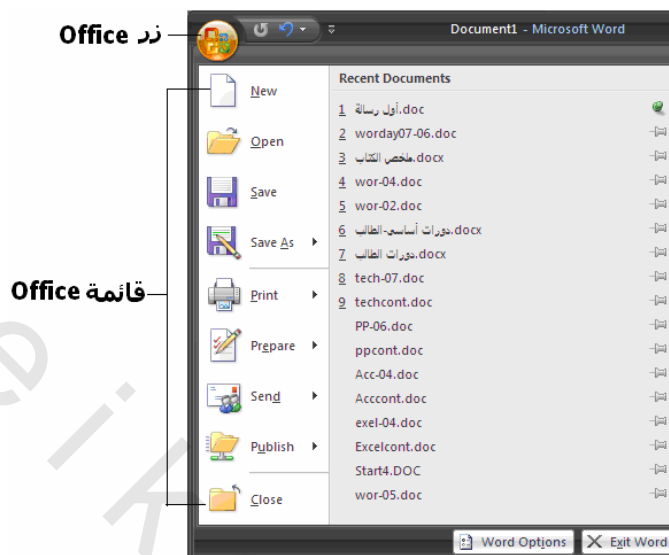 زر Office
Document1 - Microsoft Word
New
Open
Save
Save As
Print
Prepare
Send
Publish
Close
قائمة Office
Recent Documents
1 أول رسالة.doc
2 worday07-06.doc
3 ملخص الكتاب.docx
4 wor-04.doc
5 wor-02.doc
6 دورات أساسى-الطالب.docx
7 دورات الطالب.docx
8 tech-07.doc
9 techcont.doc
PP-06.doc
ppcont.doc
Acc-04.doc
Acccont.doc
exel-04.doc
Excelcont.doc
Start4.DOC
wor-05.doc
Word Options
Exit Word
e i k